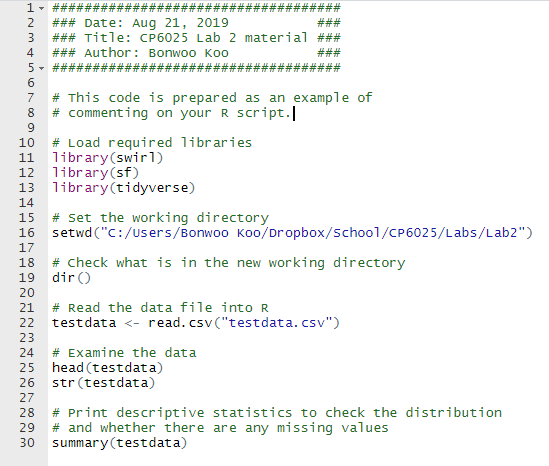 1 #################################
2 ### Date: Aug 21, 2019          ###
3 ### Title: CP6025 Lab 2 material ###
4 ### Author: Bonwoo Koo          ###
5 #################################
6
7 # This code is prepared as an example of
8 # commenting on your R script.
9
10 # Load required libraries
11 library(swirl)
12 library(sf)
13 library(tidyverse)
14
15 # Set the working directory
16 setwd("C:/Users/Bonwoo Koo/Dropbox/School/CP6025/Labs/Lab2")
17
18 # Check what is in the new working directory
19 dir()
20
21 # Read the data file into R
22 testdata <- read.csv("testdata.csv")
23
24 # Examine the data
25 head(testdata)
26 str(testdata)
27
28 # Print descriptive statistics to check the distribution
29 # and whether there are any missing values
30 summary(testdata)